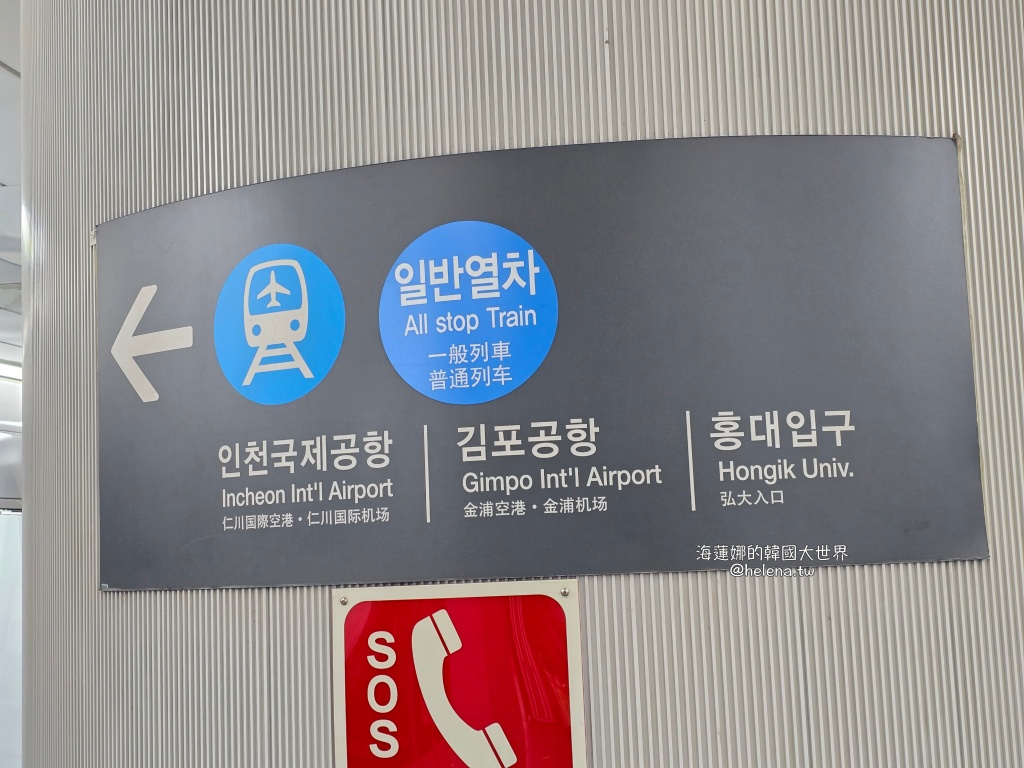 일반열차
All stop Train
一般列車
普通列车
인천국제공항
Incheon Int'l Airport
仁川国際空港・仁川国际机场
김포공항
Gimpo Int'l Airport
金浦空港・金浦机场
홍대입구
Hongik Univ.
弘大入口
海蓮娜的韓國大世界
@helena.tw
SOS